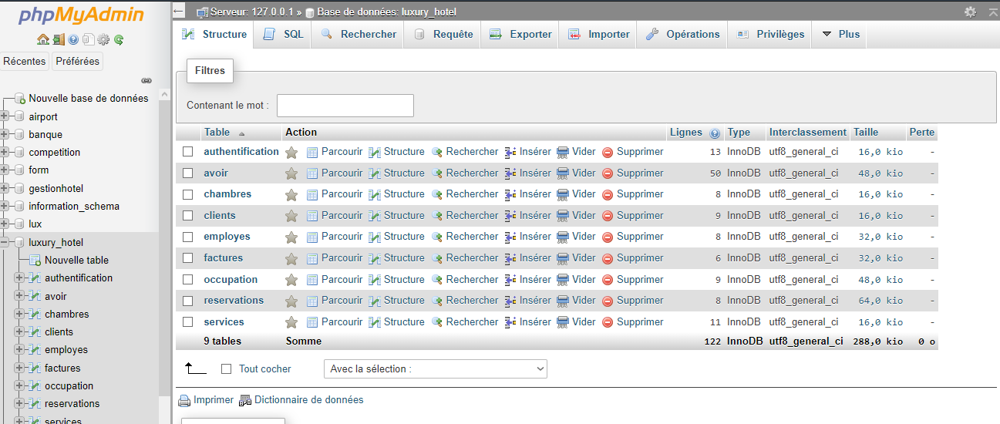 phpMyAdmin
Récentes Préférées
Nouvelle base de données
airport
banque
competition
form
gestionhotel
information_schema
lux
luxury_hotel
Nouvelle table
authentification
avoir
chambres
clients
employes
factures
occupation
reservations
services
Serveur: 127.0.0.1 » Base de données: luxury_hotel
Structure SQL Rechercher Requête Exporter Importer Opérations Privilèges Plus
Filtres
Contenant le mot :
Table Action Lignes Type Interclassement Taille Perte
authentification Parcourir Structure Rechercher Insérer Vider Supprimer 13 InnoDB utf8_general_ci 16,0 kio -
avoir Parcourir Structure Rechercher Insérer Vider Supprimer 50 InnoDB utf8_general_ci 48,0 kio -
chambres Parcourir Structure Rechercher Insérer Vider Supprimer 8 InnoDB utf8_general_ci 16,0 kio -
clients Parcourir Structure Rechercher Insérer Vider Supprimer 9 InnoDB utf8_general_ci 16,0 kio -
employes Parcourir Structure Rechercher Insérer Vider Supprimer 8 InnoDB utf8_general_ci 32,0 kio -
factures Parcourir Structure Rechercher Insérer Vider Supprimer 6 InnoDB utf8_general_ci 32,0 kio -
occupation Parcourir Structure Rechercher Insérer Vider Supprimer 9 InnoDB utf8_general_ci 48,0 kio -
reservations Parcourir Structure Rechercher Insérer Vider Supprimer 8 InnoDB utf8_general_ci 64,0 kio -
services Parcourir Structure Rechercher Insérer Vider Supprimer 11 InnoDB utf8_general_ci 16,0 kio -
9 tables Somme 122 InnoDB utf8_general_ci 288,0 kio 0 o
Tout cocher Avec la sélection :
Imprimer Dictionnaire de données